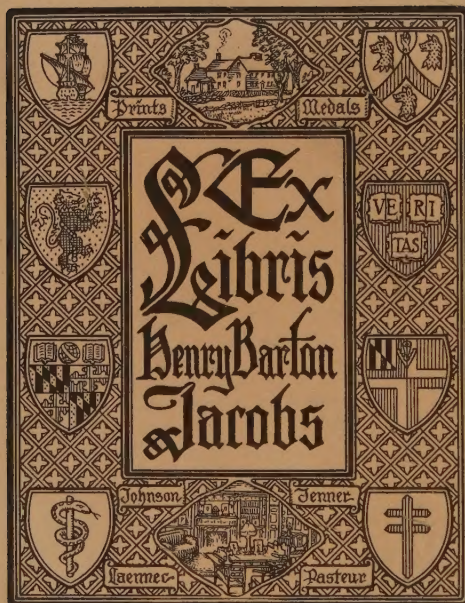 Prints Medals
Ex
Libris
Henry Barton
Jacobs
VE RI
TAS
Johnson Jenner
Laennec Pasteur